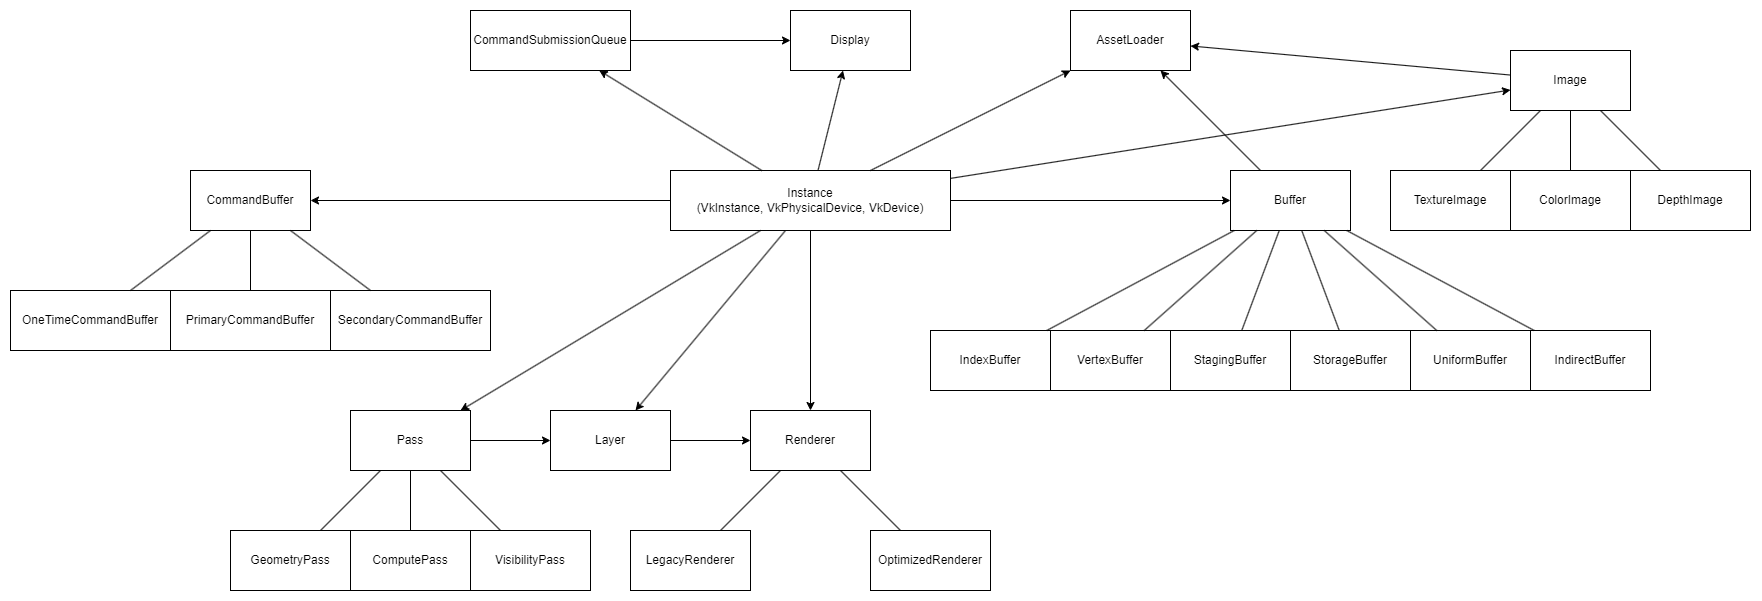 CommandSubmissionQueue
Display
AssetLoader
Image
CommandBuffer
Instance
(VkInstance, VkPhysicalDevice, VkDevice)
Buffer
TextureImage
ColorImage
DepthImage
OneTimeCommandBuffer
PrimaryCommandBuffer
SecondaryCommandBuffer
IndexBuffer
VertexBuffer
StagingBuffer
StorageBuffer
UniformBuffer
IndirectBuffer
Pass
Layer
Renderer
GeometryPass
ComputePass
VisibilityPass
LegacyRenderer
OptimizedRenderer